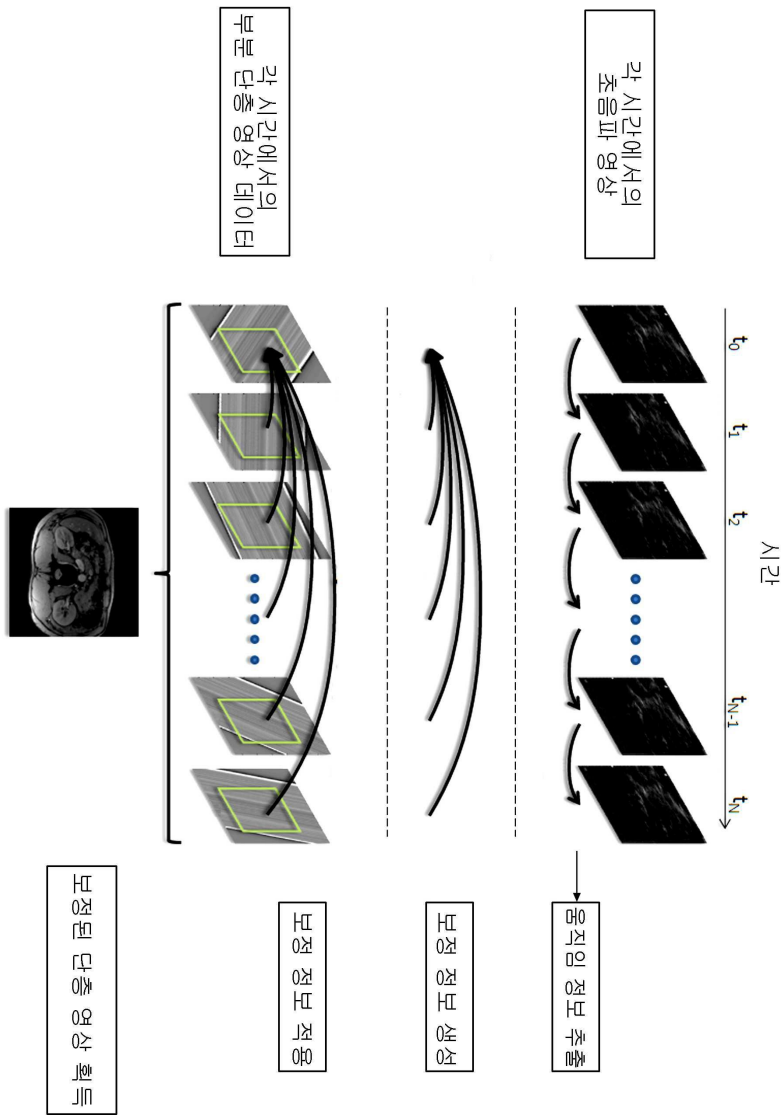 시간
t0
t1
t2
tN-1
tN
각 시간에서의
초음파 영상
움직임 정보 추출
보정 정보 생성
각 시간에서의
부분 단층 영상 데이터
보정 정보 적용
보정된 단층 영상 획득